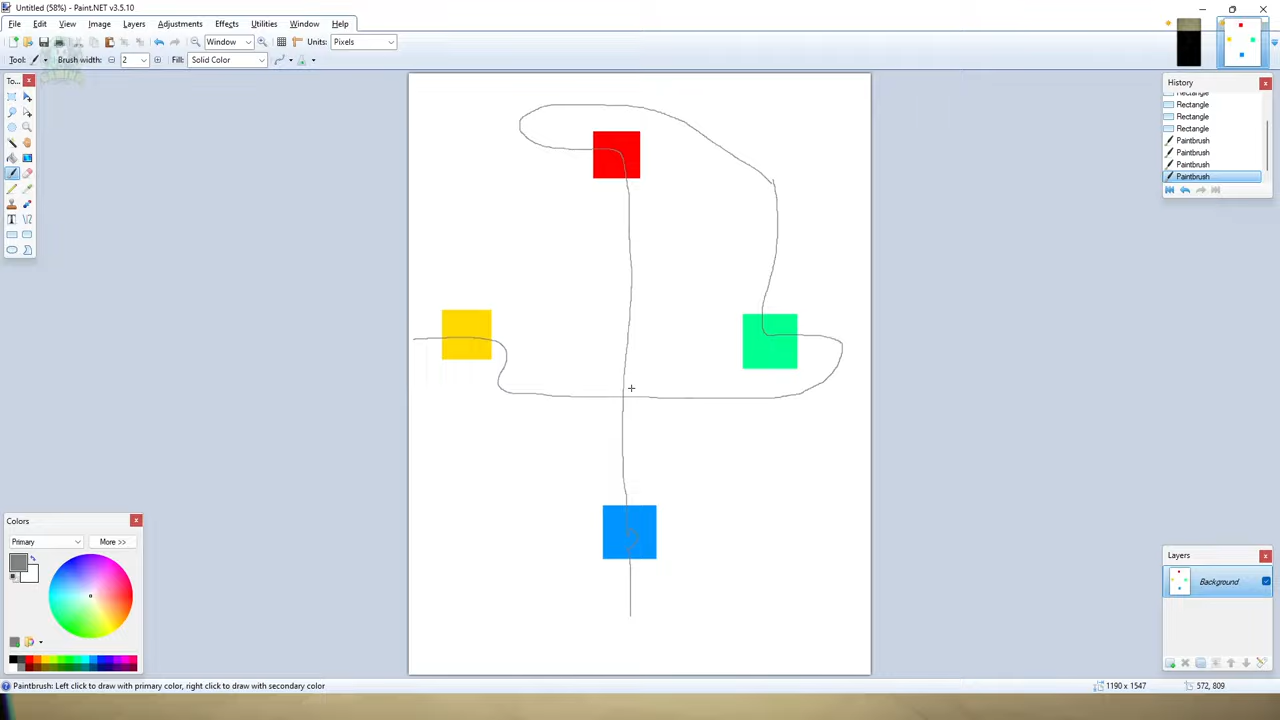 Untitled (58%) - Paint.NET v3.5.10
File Edit View Image Layers Adjustments Effects Utilities Window Help
Window Units: Pixels
Tool: Brush width: 2 Fill: Solid Color
To...
History
Rectangle
Rectangle
Rectangle
Rectangle
Paintbrush
Paintbrush
Paintbrush
Paintbrush
Colors
Primary More >>
Layers
Background
Paintbrush: Left click to draw with primary color, right click to draw with secondary color
1190 x 1547 572, 809